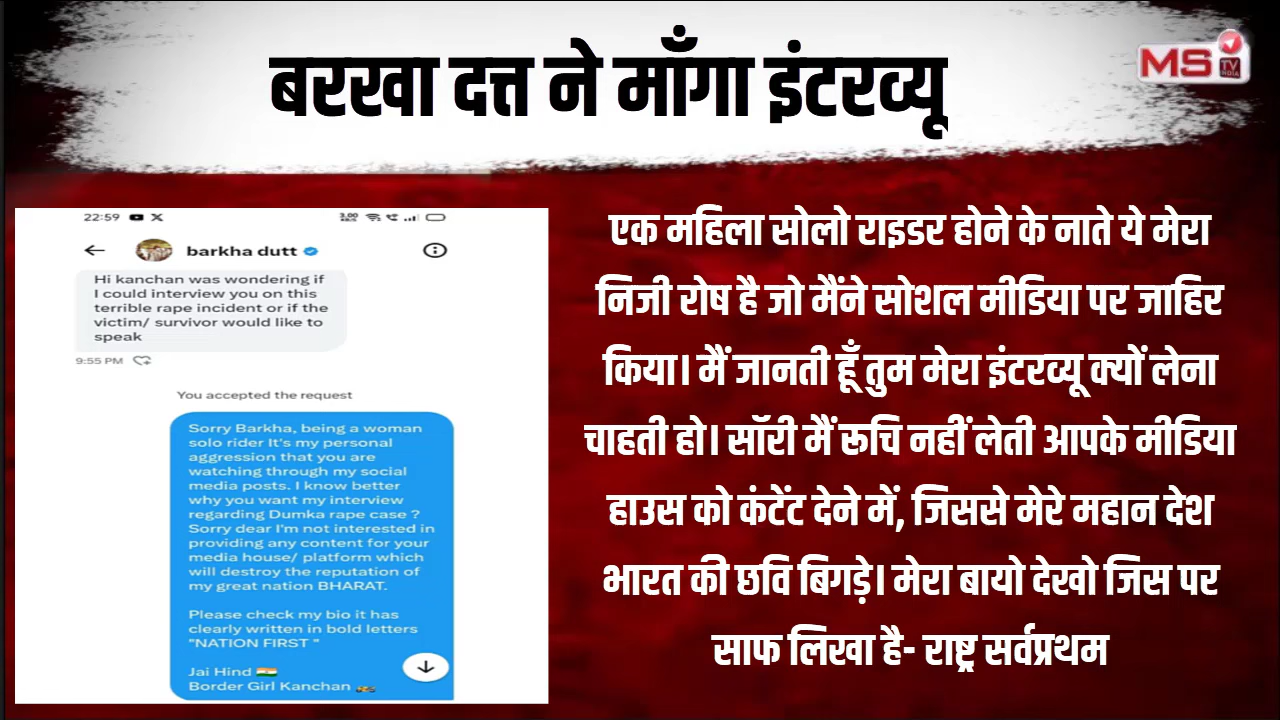 बरखा दत्त ने माँगा इंटरव्यू
MS
TV
INDIA
22:59
3.00
KB/S
barkha dutt
Hi kanchan was wondering if
I could interview you on this
terrible rape incident or if the
victim/ survivor would like to
speak
9:55 PM
You accepted the request
Sorry Barkha, being a woman
solo rider It's my personal
aggression that you are
watching through my social
media posts. I know better
why you want my interview
regarding Dumka rape case ?
Sorry dear I'm not interested in
providing any content for your
media house/ platform which
will destroy the reputation of
my great nation BHARAT.
Please check my bio it has
clearly written in bold letters
"NATION FIRST "
Jai Hind 🇮🇳
Border Girl Kanchan 🏍️
एक महिला सोलो राइडर होने के नाते ये मेरा
निजी रोष है जो मैंने सोशल मीडिया पर जाहिर
किया। मैं जानती हूँ तुम मेरा इंटरव्यू क्यों लेना
चाहती हो। सॉरी मैं रूचि नहीं लेती आपके मीडिया
हाउस को कंटेंट देने में, जिससे मेरे महान देश
भारत की छवि बिगड़े। मेरा बायो देखो जिस पर
साफ लिखा है- राष्ट्र सर्वप्रथम